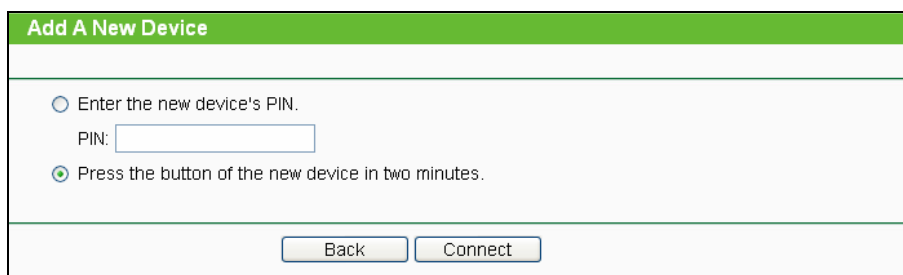 Add A New Device
Enter the new device's PIN.
PIN:
Press the button of the new device in two minutes.
Back Connect